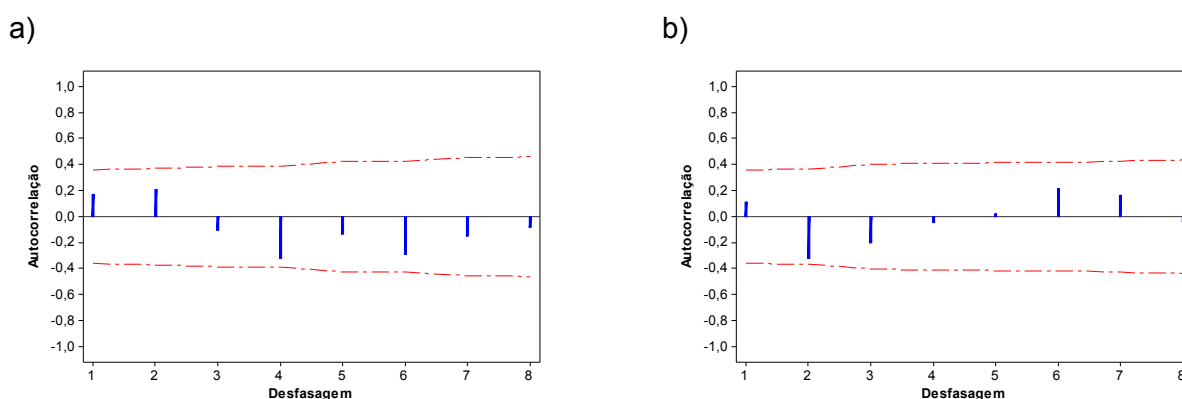 a)
b)
1,0
0,8
0,6
0,4
0,2
0,0
-0,2
-0,4
-0,6
-0,8
-1,0
Autocorrelação
1 2 3 4 5 6 7 8
Desfasagem
1,0
0,8
0,6
0,4
0,2
0,0
-0,2
-0,4
-0,6
-0,8
-1,0
Autocorrelação
1 2 3 4 5 6 7 8
Desfasagem